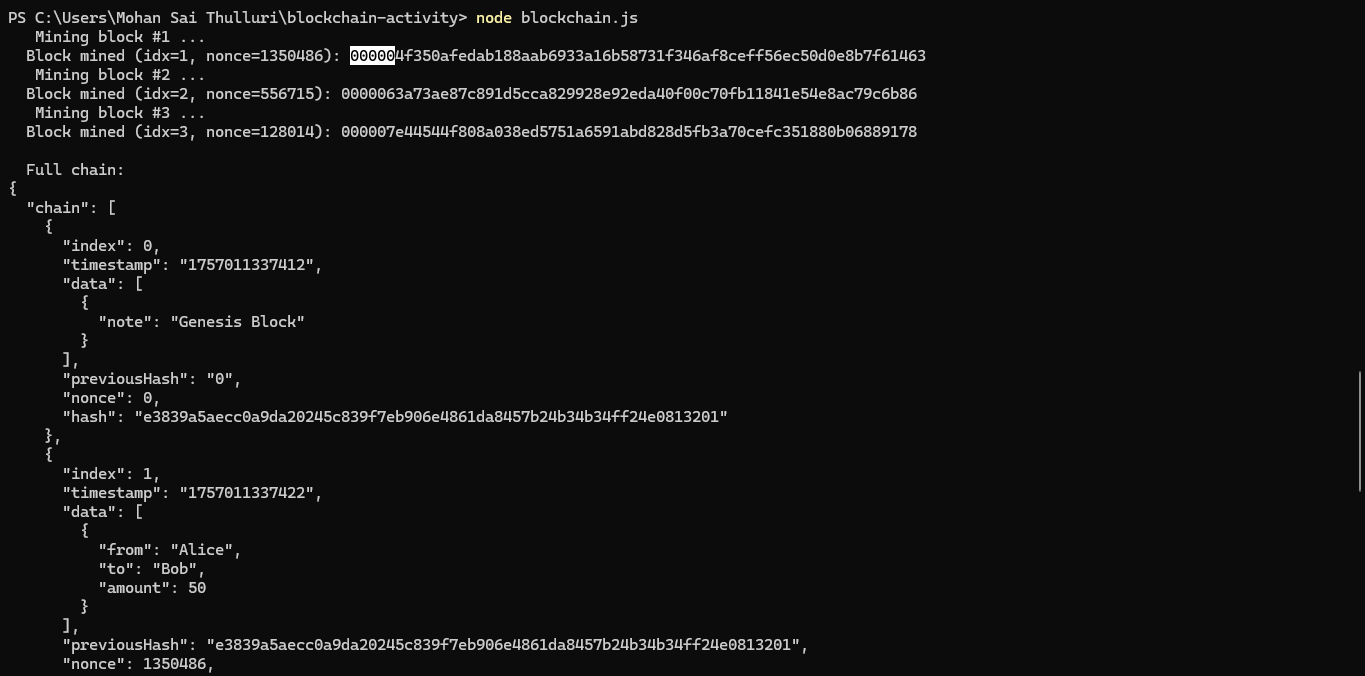 PS C:\Users\Mohan Sai Thulluri\blockchain-activity> node blockchain.js
   Mining block #1 ...
  Block mined (idx=1, nonce=1350486): 000004f350afedab188aab6933a16b58731f346af8ceff56ec50d0e8b7f61463
   Mining block #2 ...
  Block mined (idx=2, nonce=556715): 0000063a73ae87c891d5cca829928e92eda40f00c70fb11841e54e8ac79c6b86
   Mining block #3 ...
  Block mined (idx=3, nonce=128014): 000007e44544f808a038ed5751a6591abd828d5fb3a70cefc351880b06889178

  Full chain:
{
  "chain": [
    {
      "index": 0,
      "timestamp": "1757011337412",
      "data": [
        {
          "note": "Genesis Block"
        }
      ],
      "previousHash": "0",
      "nonce": 0,
      "hash": "e3839a5aecc0a9da20245c839f7eb906e4861da8457b24b34b34ff24e0813201"
    },
    {
      "index": 1,
      "timestamp": "1757011337422",
      "data": [
        {
          "from": "Alice",
          "to": "Bob",
          "amount": 50
        }
      ],
      "previousHash": "e3839a5aecc0a9da20245c839f7eb906e4861da8457b24b34b34ff24e0813201",
      "nonce": 1350486,